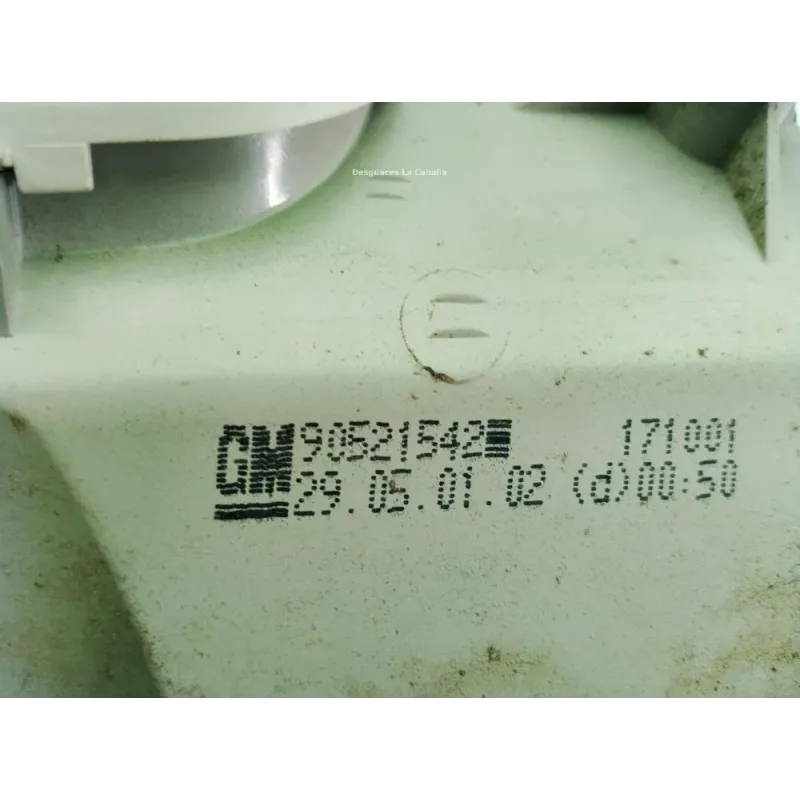 Desguaces La Cabaña
GM 90521542 171001
29.05.01.02 (d)00:50